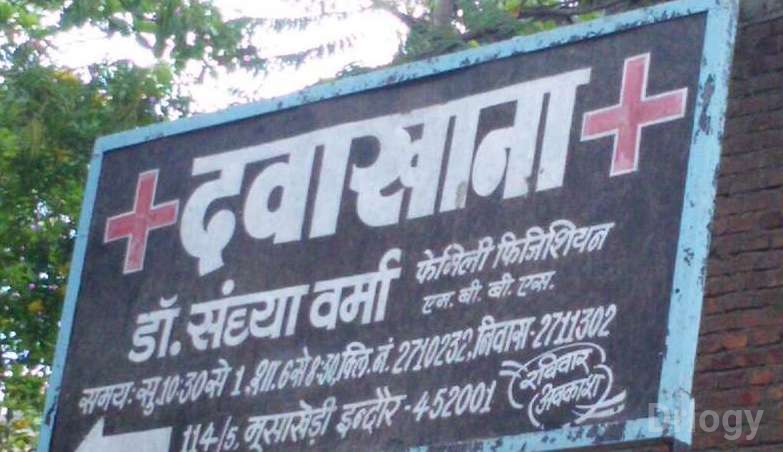 दवाखाना
डॉ. संध्या वर्मा
फेमिली फिजिशियन
एम. बी. बी. एस.
समय: सु 10:30 से 1, शा. 6 से 8:30, क्लि. नं. 2710232, निवास-2711302
114/5, मूसाखेड़ी इन्दौर-452001
रविवार
अवकाश
Dilogy